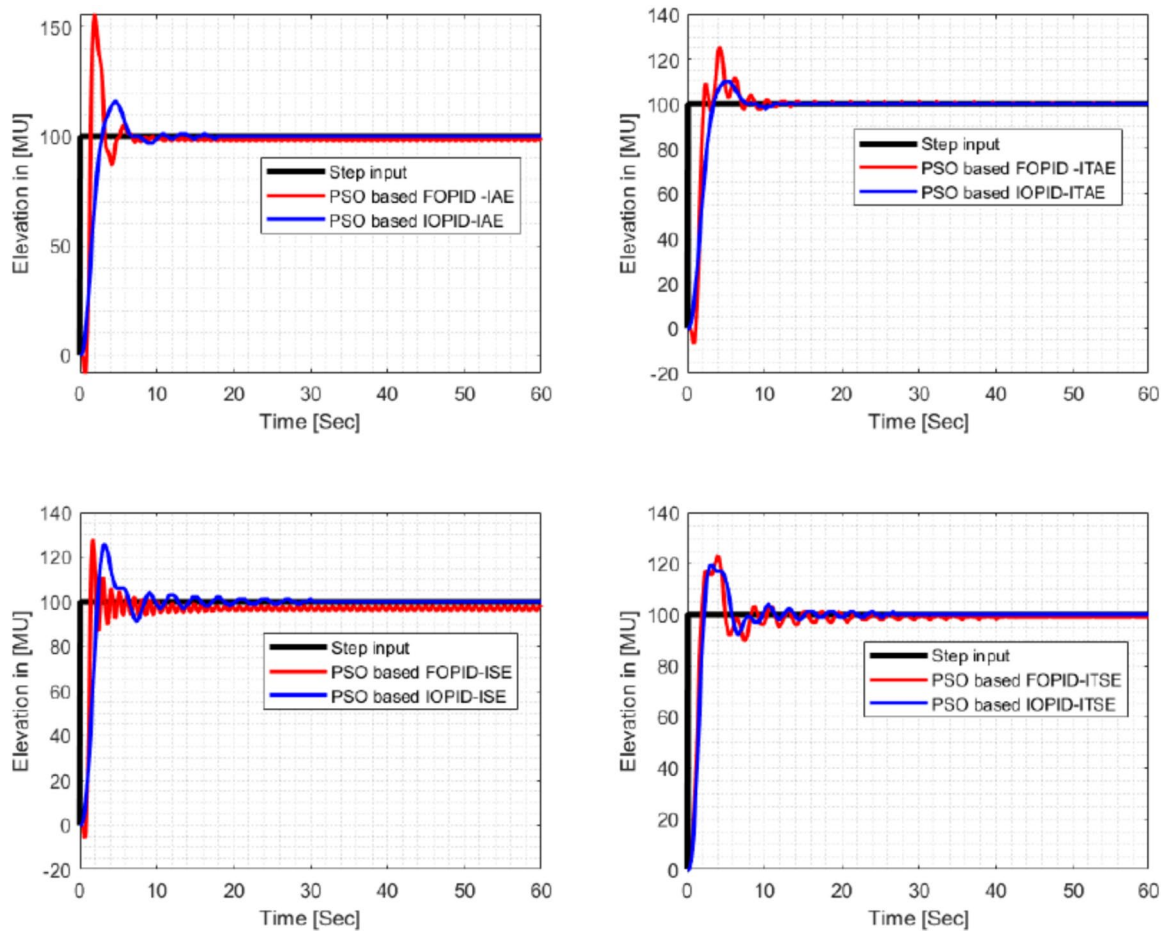 150
100
50
0
Elevation in [MU]
Step input
PSO based FOPID -IAE
PSO based IOPID-IAE
0 10 20 30 40 50 60
Time [Sec]
140
120
100
80
60
40
20
0
-20
Elevation in [MU]
Step input
PSO based FOPID -ITAE
PSO based IOPID-ITAE
0 10 20 30 40 50 60
Time [Sec]
140
120
100
80
60
40
20
0
-20
Elevation in [MU]
Step input
PSO based FOPID-ISE
PSO based IOPID-ISE
0 10 20 30 40 50 60
Time [Sec]
140
120
100
80
60
40
20
0
Elevation in [MU]
Step input
PSO based FOPID-ITSE
PSO based IOPID-ITSE
0 10 20 30 40 50 60
Time [Sec]